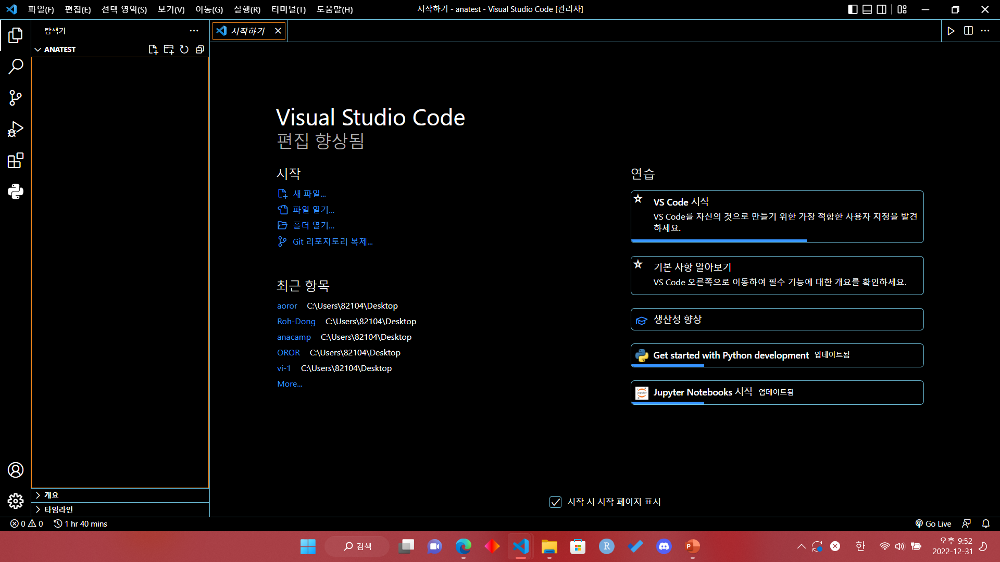 파일(F) 편집(E) 선택 영역(S) 보기(V) 이동(G) 실행(R) 터미널(T) 도움말(H)
시작하기 - anatest - Visual Studio Code [관리자]
탐색기
시작하기
ANATEST
Visual Studio Code
편집 향상됨
시작
새 파일...
파일 열기...
폴더 열기...
Git 리포지토리 복제...
최근 항목
aoror C:\Users\82104\Desktop
Roh-Dong C:\Users\82104\Desktop
anacamp C:\Users\82104\Desktop
OROR C:\Users\82104\Desktop
vi-1 C:\Users\82104\Desktop
More...
연습
VS Code 시작
VS Code를 자신의 것으로 만들기 위한 가장 적합한 사용자 지정을 발견
하세요.
기본 사항 알아보기
VS Code 오른쪽으로 이동하여 필수 기능에 대한 개요를 확인하세요.
생산성 향상
Get started with Python development 업데이트됨
jupyter
Jupyter Notebooks 시작 업데이트됨
시작 시 시작 페이지 표시
개요
타임라인
0 0 1 hr 40 mins
Go Live
검색
R
P
한
오후 9:52
2022-12-31